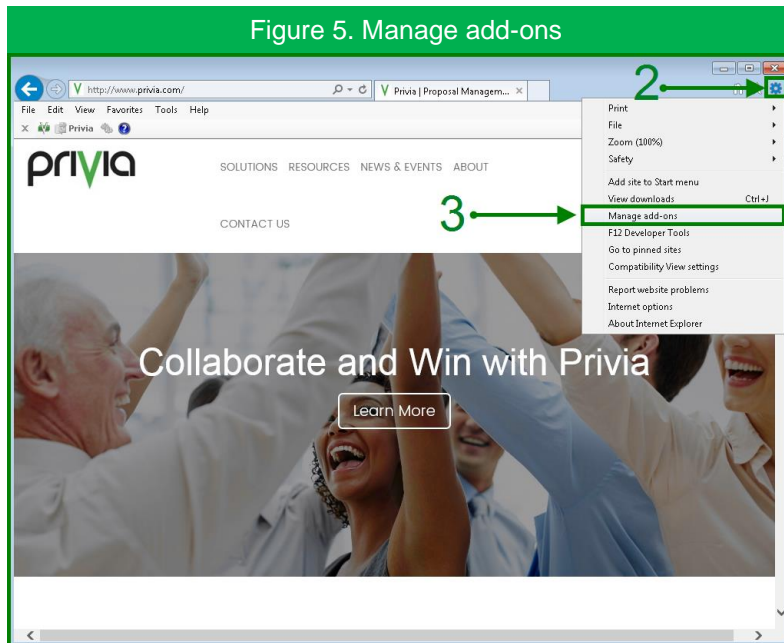 Figure 5. Manage add-ons
2
http://www.privia.com/
Privia | Proposal Managem...
File Edit View Favorites Tools Help
Privia
privia
SOLUTIONS RESOURCES NEWS & EVENTS ABOUT
CONTACT US
3
Print
File
Zoom (100%)
Safety
Add site to Start menu
View downloads Ctrl+J
Manage add-ons
F12 Developer Tools
Go to pinned sites
Compatibility View settings
Report website problems
Internet options
About Internet Explorer
Collaborate and Win with Privia
Learn More